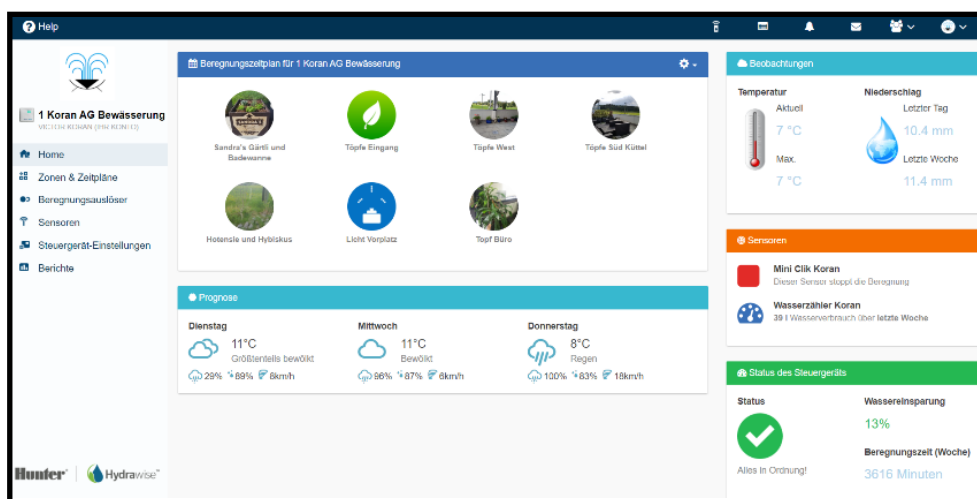 Help
1 Koran AG Bewässerung
Home
Zonen & Zeitpläne
Beregnungsauslöser
Sensoren
Steuergerät-Einstellungen
Berichte
Hunter
Hydrawise
Beregnungszeitplan für 1 Koran AG Bewässerung
Sandra's Gärtli und
Badewanne
Töpfe Eingang
Töpfe West
Töpfe Süd Küttel
Hotensie und Hybiskus
Licht Vorplatz
Topf Büro
Prognose
Dienstag
11°C
Größtenteils bewölkt
29% 89% 8km/h
Mittwoch
11°C
Bewölkt
96% 87% 6km/h
Donnerstag
8°C
Regen
100% 83% 18km/h
Beobachtungen
Temperatur
Aktuell
7 °C
Max.
7 °C
Niederschlag
Letzter Tag
10.4 mm
Letzte Woche
11.4 mm
Sensoren
Mini Clik Koran
Dieser Sensor stoppt die Beregnung
Wasserzähler Koran
39 l Wasserverbrauch über letzte Woche
Status des Steuergeräts
Status
Alles in Ordnung!
Wassereinsparung
13%
Beregnungszeit (Woche)
3616 Minuten